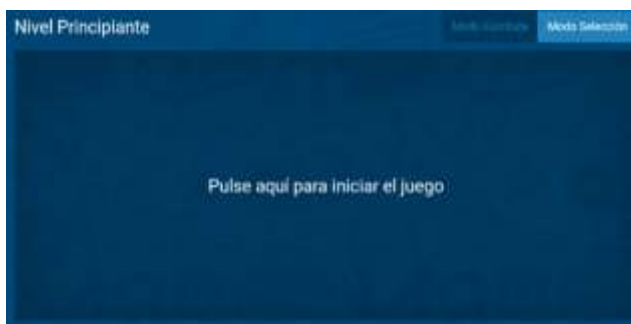 Nivel Principiante
Modo Selección
Pulse aquí para iniciar el juego